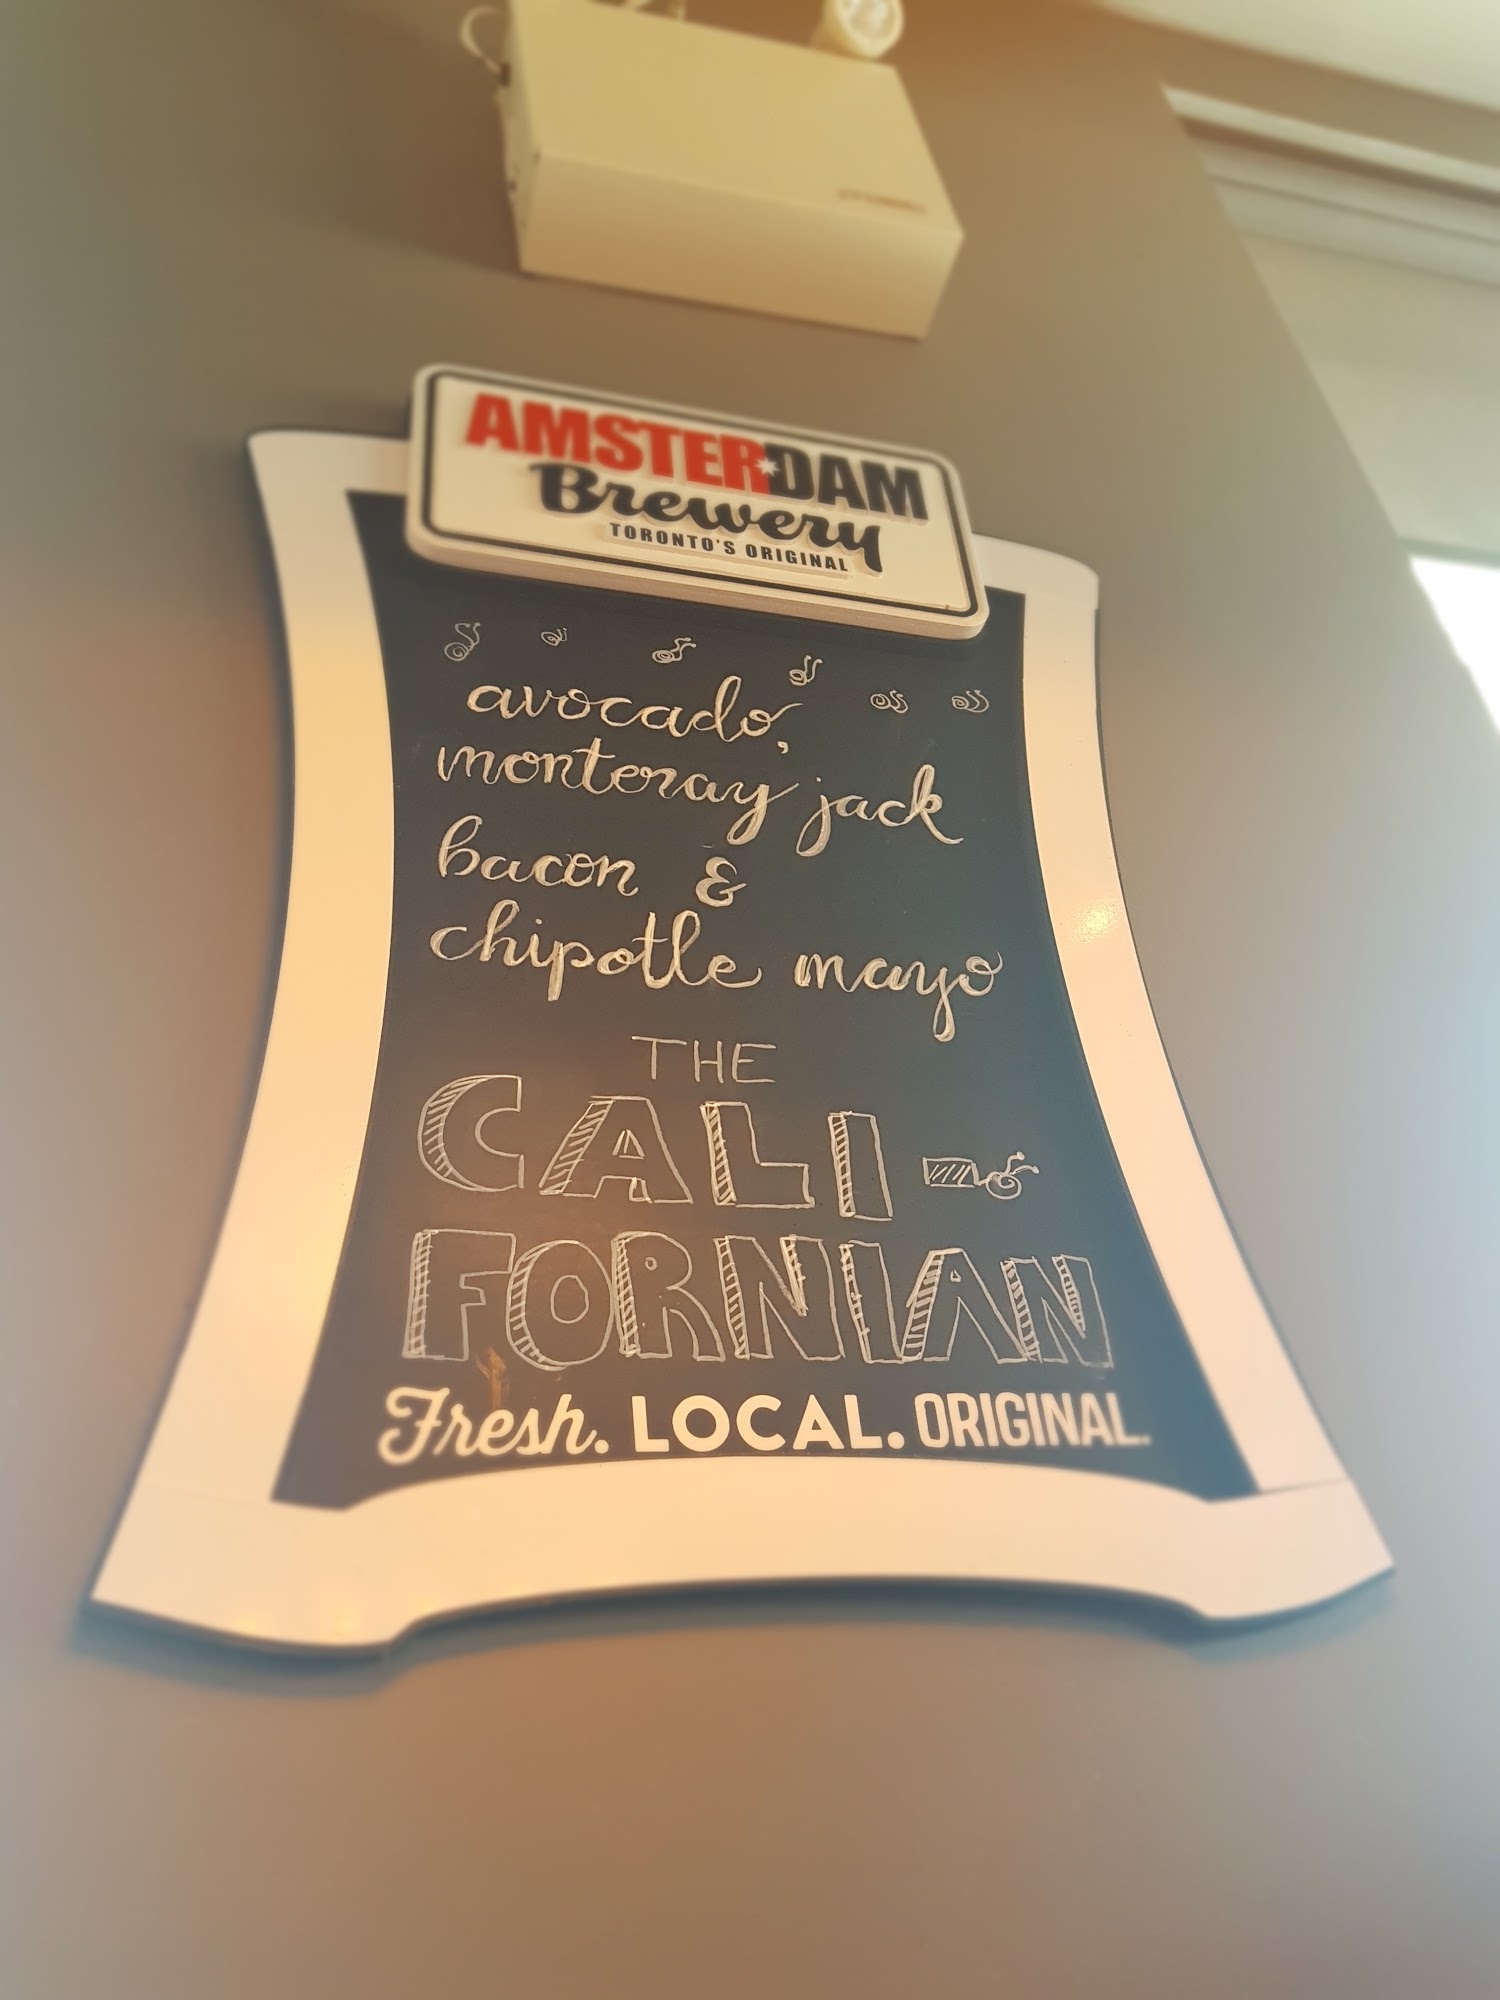 AMSTERDAM
Brewery
TORONTO'S ORIGINAL
avocado,
monteray jack
bacon &
chipotle mayo
THE
CALI-
FORNIAN
Fresh. LOCAL. ORIGINAL.